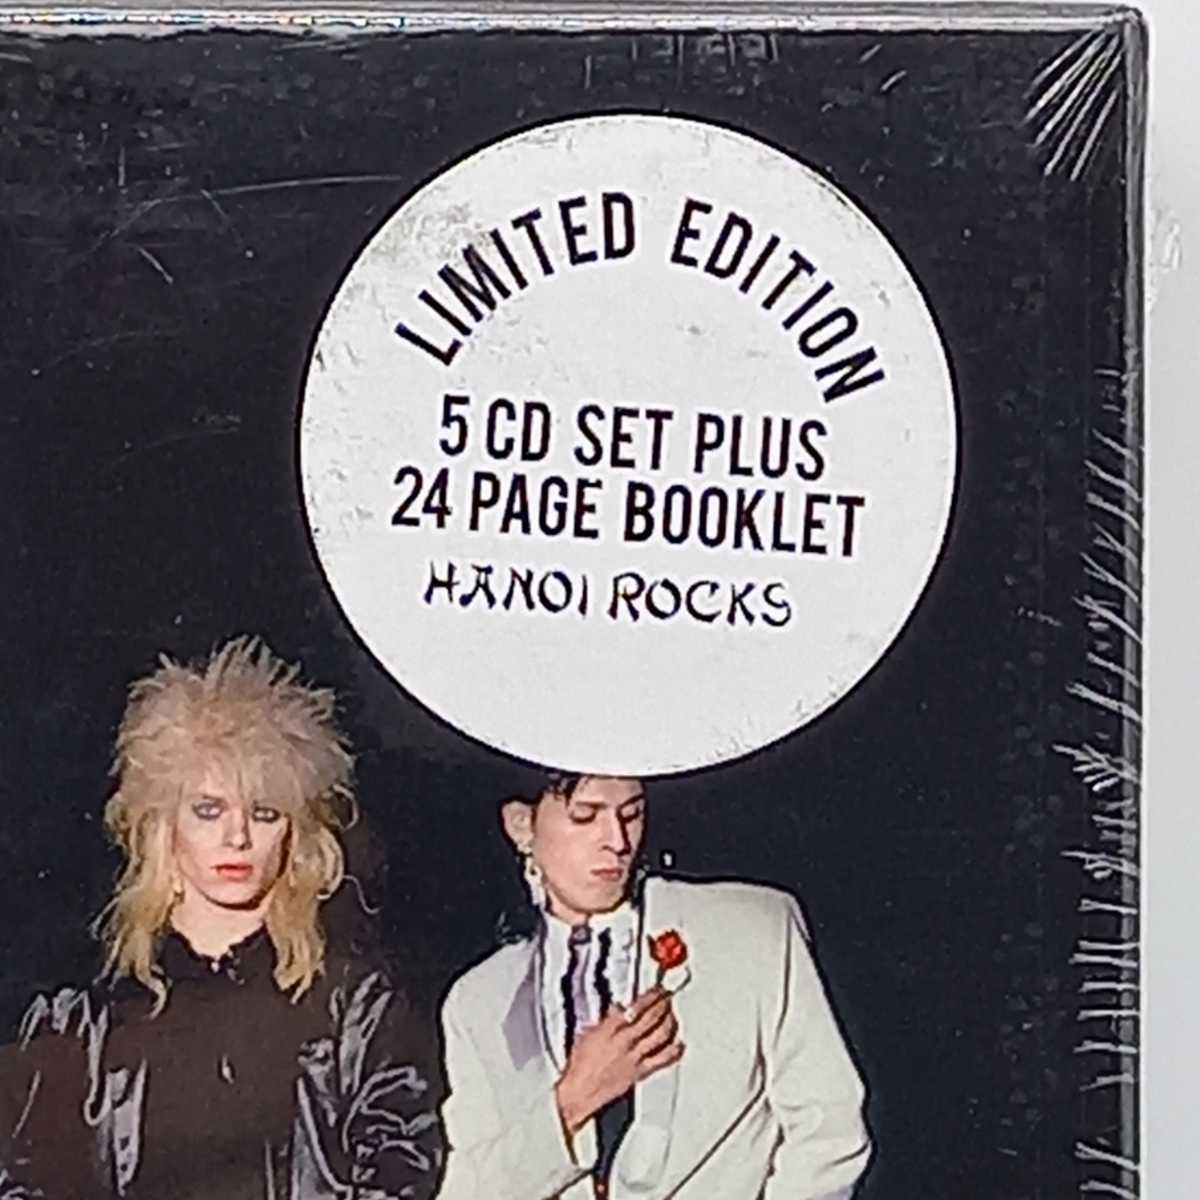 LIMITED EDITION
5 CD SET PLUS
24 PAGE BOOKLET
HANOI ROCKS